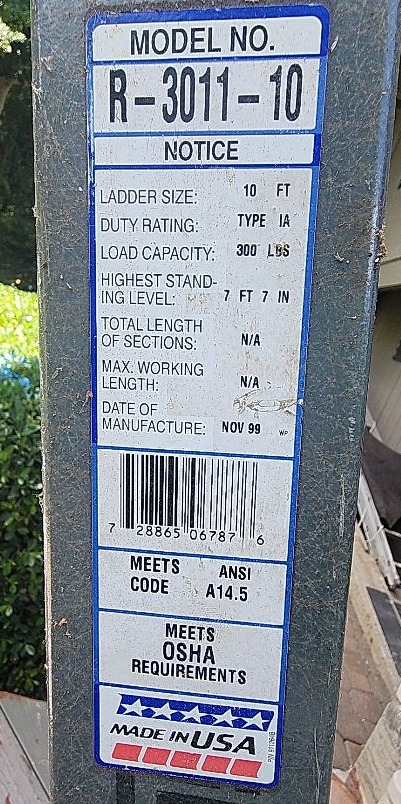 MODEL NO.
R-3011-10
NOTICE
LADDER SIZE: 10 FT
DUTY RATING: TYPE IA
LOAD CAPACITY: 300 LBS
HIGHEST STAND-
ING LEVEL: 7 FT 7 IN
TOTAL LENGTH
OF SECTIONS: N/A
MAX. WORKING
LENGTH: N/A
DATE OF
MANUFACTURE: NOV 99 WP
7 28865 06787 6
MEETS ANSI
CODE A14.5
MEETS
OSHA
REQUIREMENTS
MADE IN USA